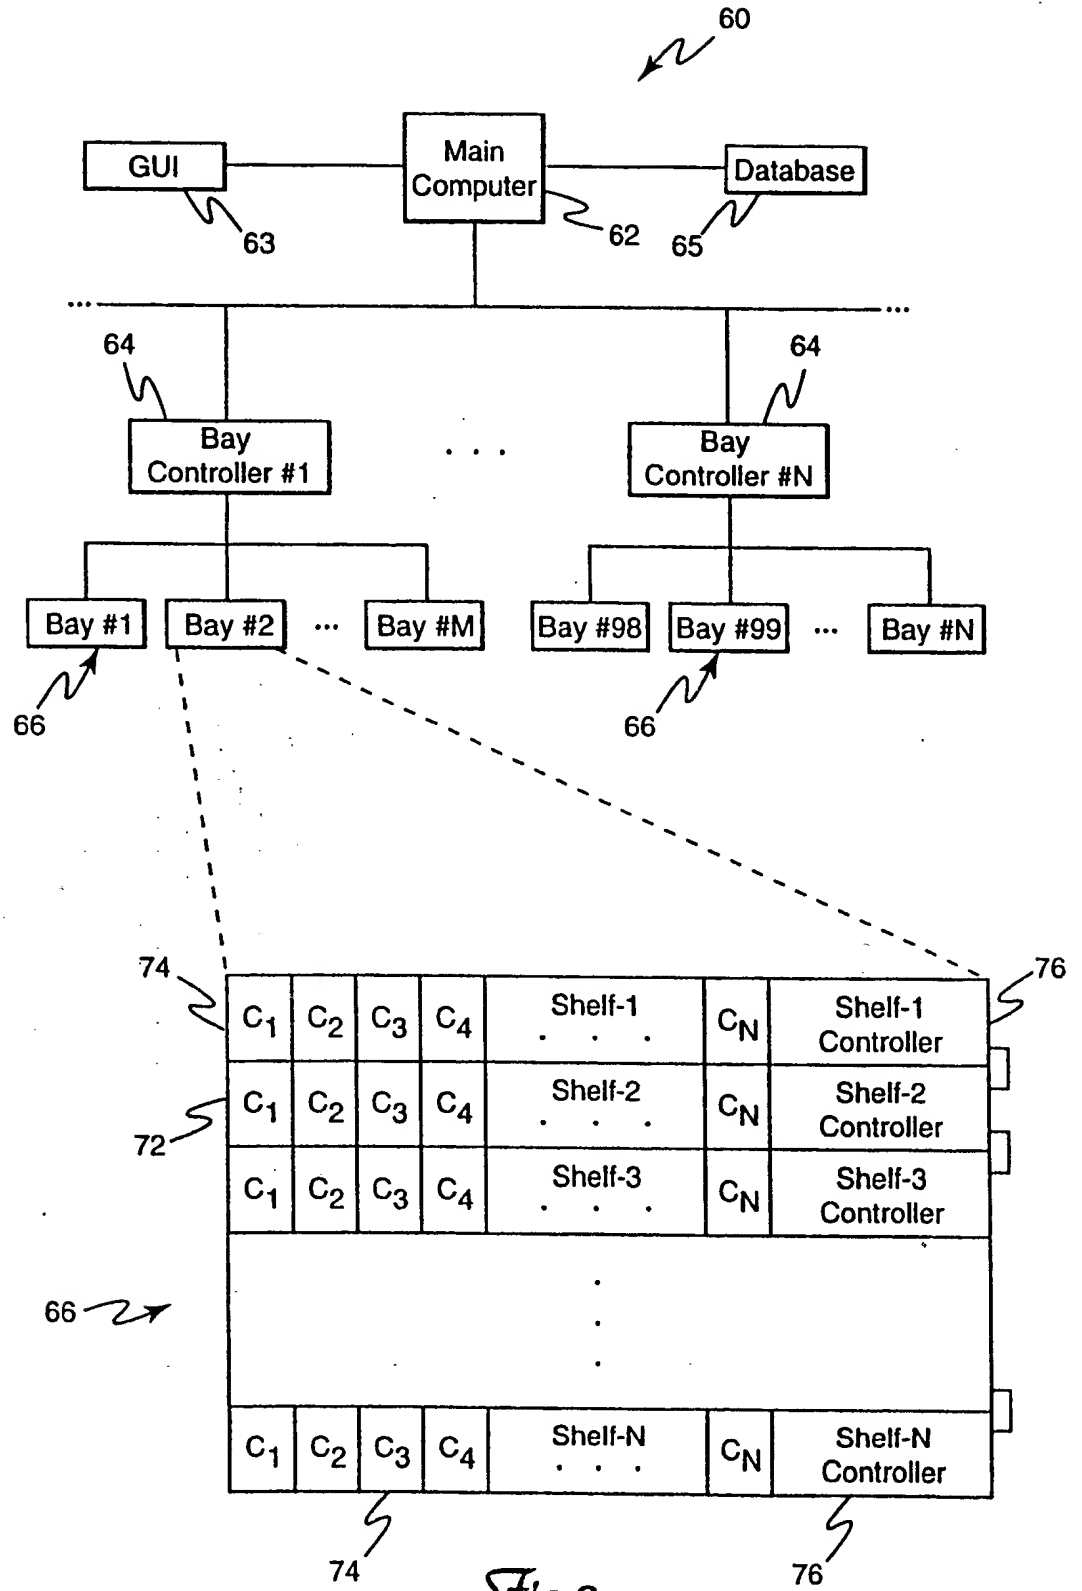 60
GUI
Main
Computer
Database
63
62
65
...
...
64
64
Bay
Controller #1
. . .
Bay
Controller #N
Bay #1
Bay #2
...
Bay #M
Bay #98
Bay #99
...
Bay #N
66
66
74
76
C1 C2 C3 C4 Shelf-1 . . . CN Shelf-1
Controller
72
C1 C2 C3 C4 Shelf-2 . . . CN Shelf-2
Controller
C1 C2 C3 C4 Shelf-3 . . . CN Shelf-3
Controller
66
C1 C2 C3 C4 Shelf-N . . . CN Shelf-N
Controller
74
76